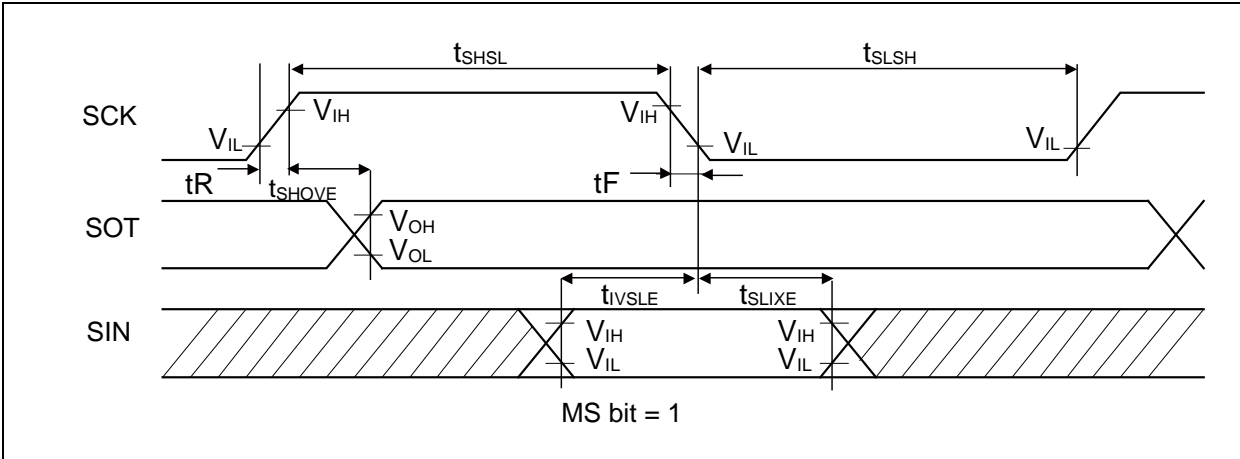 tSHSL
tSLSH
SCK
VIH
VIH
VIL
VIL
VIL
tR
tSHOVE
tF
SOT
VOH
VOL
tIVSLE
tSLIXE
SIN
VIH
VIH
VIL
VIL
MS bit = 1